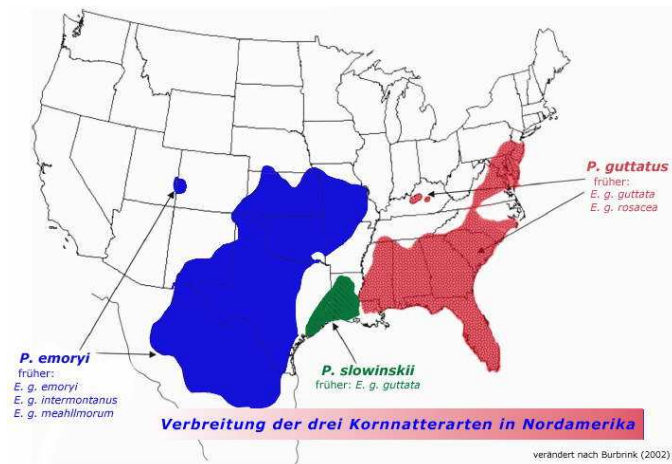 P. guttatus
früher:
E. g. guttata
E. g. rosacea
P. emoryi
früher:
E. g. emoryi
E. g. intermontanus
E. g. meahllmorum
P. slowinskii
früher: E. g. guttata
Verbreitung der drei Kornnatterarten in Nordamerika
verändert nach Burbrink (2002)